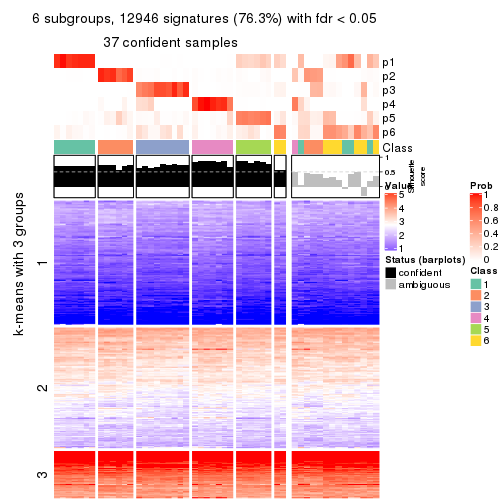 6 subgroups, 12946 signatures (76.3%) with fdr < 0.05
37 confident samples
p1
p2
p3
p4
p5
p6
Class
1
0.5
0
Silhouette
score
k-means with 3 groups
1
2
3
Value
5
4
3
2
1
Status (barplots)
confident
ambiguous
Prob
1
0.8
0.6
0.4
0.2
0
Class
1
2
3
4
5
6